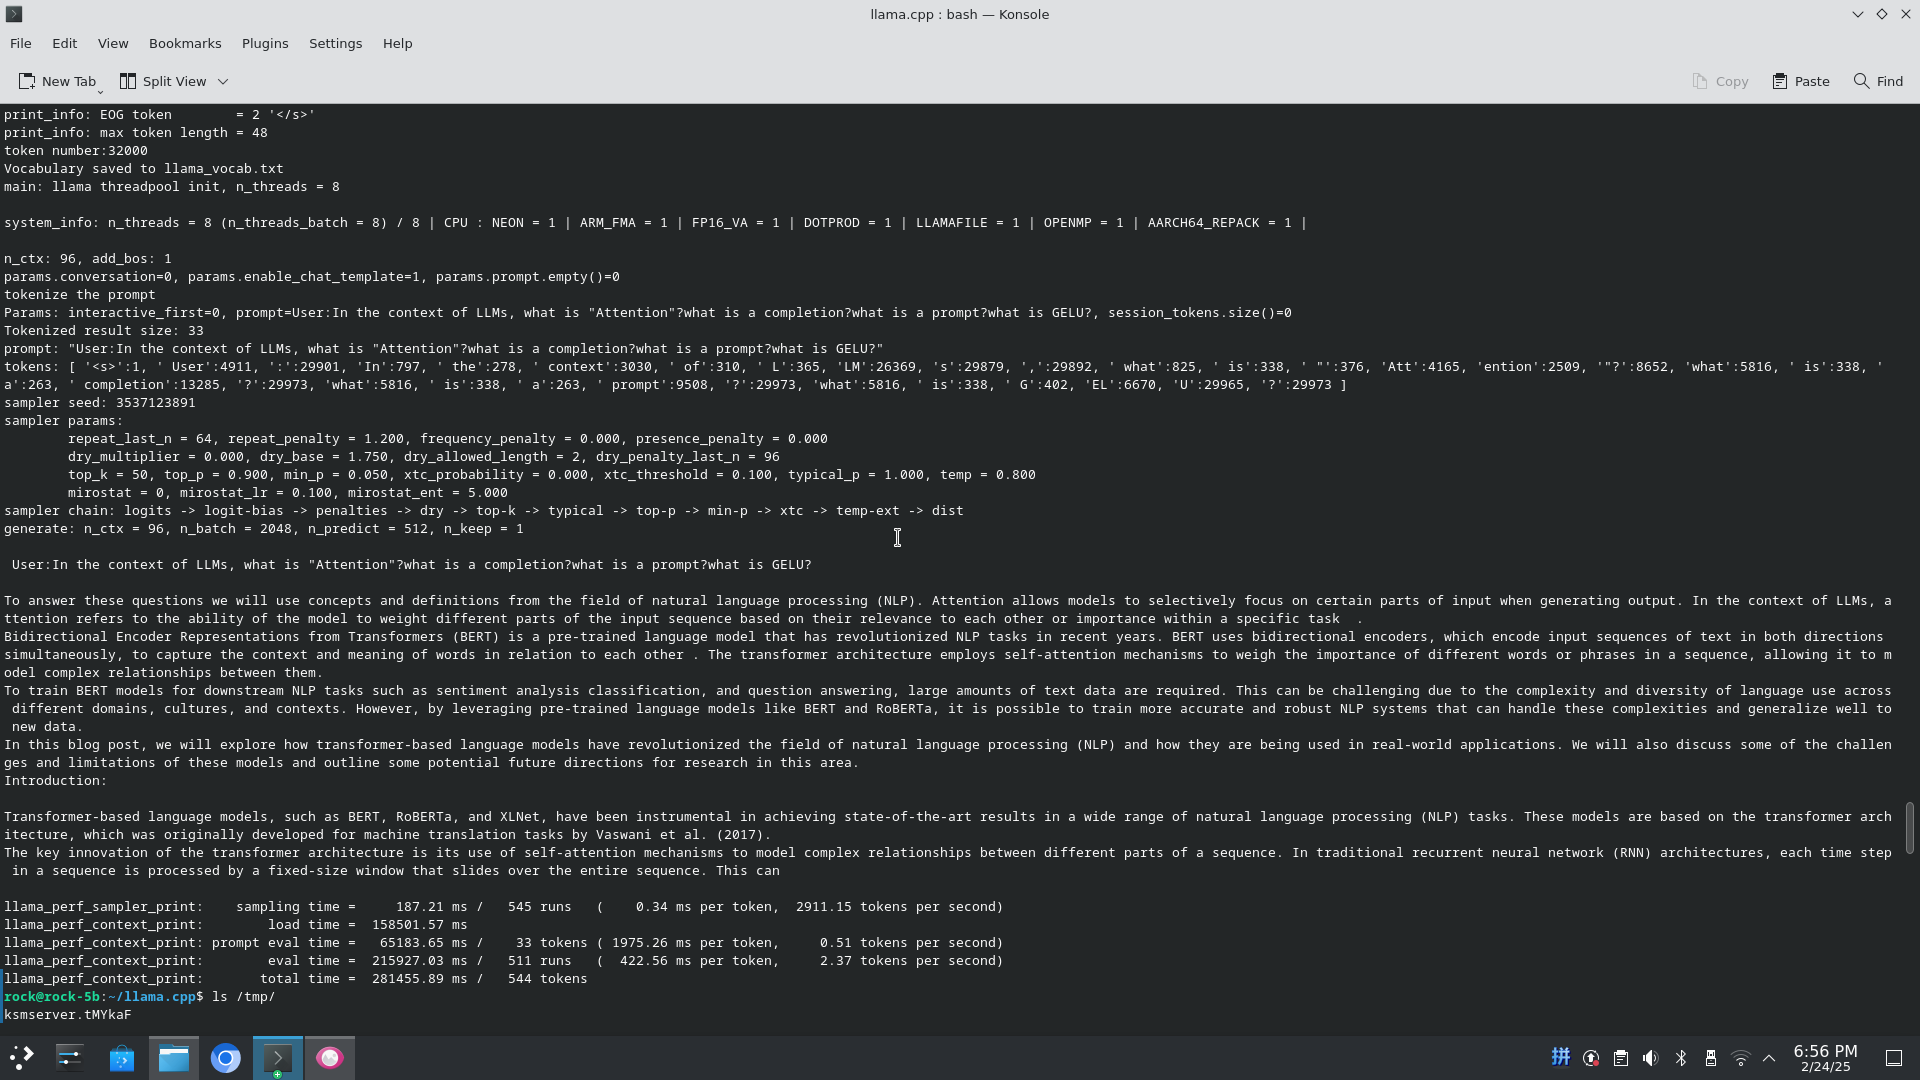 llama.cpp : bash — Konsole
File Edit View Bookmarks Plugins Settings Help
New Tab Split View Copy Paste Find
print_info: EOG token        = 2 '</s>'
print_info: max token length = 48
token number:32000
Vocabulary saved to llama_vocab.txt
main: llama threadpool init, n_threads = 8
system_info: n_threads = 8 (n_threads_batch = 8) / 8 | CPU : NEON = 1 | ARM_FMA = 1 | FP16_VA = 1 | DOTPROD = 1 | LLAMAFILE = 1 | OPENMP = 1 | AARCH64_REPACK = 1 |
n_ctx: 96, add_bos: 1
params.conversation=0, params.enable_chat_template=1, params.prompt.empty()=0
tokenize the prompt
Params: interactive_first=0, prompt=User:In the context of LLMs, what is "Attention"?what is a completion?what is a prompt?what is GELU?, session_tokens.size()=0
Tokenized result size: 33
prompt: "User:In the context of LLMs, what is "Attention"?what is a completion?what is a prompt?what is GELU?"
tokens: [ '<s>':1, ' User':4911, ':':29901, 'In':797, ' the':278, ' context':3030, ' of':310, ' L':365, 'LM':26369, 's':29879, ',':29892, ' what':825, ' is':338, ' "':376, 'Att':4165, 'ention':2509, '"?':8652, 'what':5816, ' is':338, '
a':263, ' completion':13285, '?':29973, 'what':5816, ' is':338, ' a':263, ' prompt':9508, '?':29973, 'what':5816, ' is':338, ' G':402, 'EL':6670, 'U':29965, '?':29973 ]
sampler seed: 3537123891
sampler params:
        repeat_last_n = 64, repeat_penalty = 1.200, frequency_penalty = 0.000, presence_penalty = 0.000
        dry_multiplier = 0.000, dry_base = 1.750, dry_allowed_length = 2, dry_penalty_last_n = 96
        top_k = 50, top_p = 0.900, min_p = 0.050, xtc_probability = 0.000, xtc_threshold = 0.100, typical_p = 1.000, temp = 0.800
        mirostat = 0, mirostat_lr = 0.100, mirostat_ent = 5.000
sampler chain: logits -> logit-bias -> penalties -> dry -> top-k -> typical -> top-p -> min-p -> xtc -> temp-ext -> dist
generate: n_ctx = 96, n_batch = 2048, n_predict = 512, n_keep = 1
 User:In the context of LLMs, what is "Attention"?what is a completion?what is a prompt?what is GELU?
To answer these questions we will use concepts and definitions from the field of natural language processing (NLP). Attention allows models to selectively focus on certain parts of input when generating output. In the context of LLMs, a
ttention refers to the ability of the model to weight different parts of the input sequence based on their relevance to each other or importance within a specific task  .
Bidirectional Encoder Representations from Transformers (BERT) is a pre-trained language model that has revolutionized NLP tasks in recent years. BERT uses bidirectional encoders, which encode input sequences of text in both directions
simultaneously, to capture the context and meaning of words in relation to each other . The transformer architecture employs self-attention mechanisms to weigh the importance of different words or phrases in a sequence, allowing it to m
odel complex relationships between them.
To train BERT models for downstream NLP tasks such as sentiment analysis classification, and question answering, large amounts of text data are required. This can be challenging due to the complexity and diversity of language use across
 different domains, cultures, and contexts. However, by leveraging pre-trained language models like BERT and RoBERTa, it is possible to train more accurate and robust NLP systems that can handle these complexities and generalize well to
 new data.
In this blog post, we will explore how transformer-based language models have revolutionized the field of natural language processing (NLP) and how they are being used in real-world applications. We will also discuss some of the challen
ges and limitations of these models and outline some potential future directions for research in this area.
Introduction:
Transformer-based language models, such as BERT, RoBERTa, and XLNet, have been instrumental in achieving state-of-the-art results in a wide range of natural language processing (NLP) tasks. These models are based on the transformer arch
itecture, which was originally developed for machine translation tasks by Vaswani et al. (2017).
The key innovation of the transformer architecture is its use of self-attention mechanisms to model complex relationships between different parts of a sequence. In traditional recurrent neural network (RNN) architectures, each time step
 in a sequence is processed by a fixed-size window that slides over the entire sequence. This can
llama_perf_sampler_print:    sampling time =     187.21 ms /   545 runs   (    0.34 ms per token,  2911.15 tokens per second)
llama_perf_context_print:        load time =  158501.57 ms
llama_perf_context_print: prompt eval time =   65183.65 ms /    33 tokens ( 1975.26 ms per token,     0.51 tokens per second)
llama_perf_context_print:        eval time =  215927.03 ms /   511 runs   (  422.56 ms per token,     2.37 tokens per second)
llama_perf_context_print:       total time =  281455.89 ms /   544 tokens
rock@rock-5b:~/llama.cpp$ ls /tmp/
ksmserver.tMYkaF
拼
6:56 PM
2/24/25